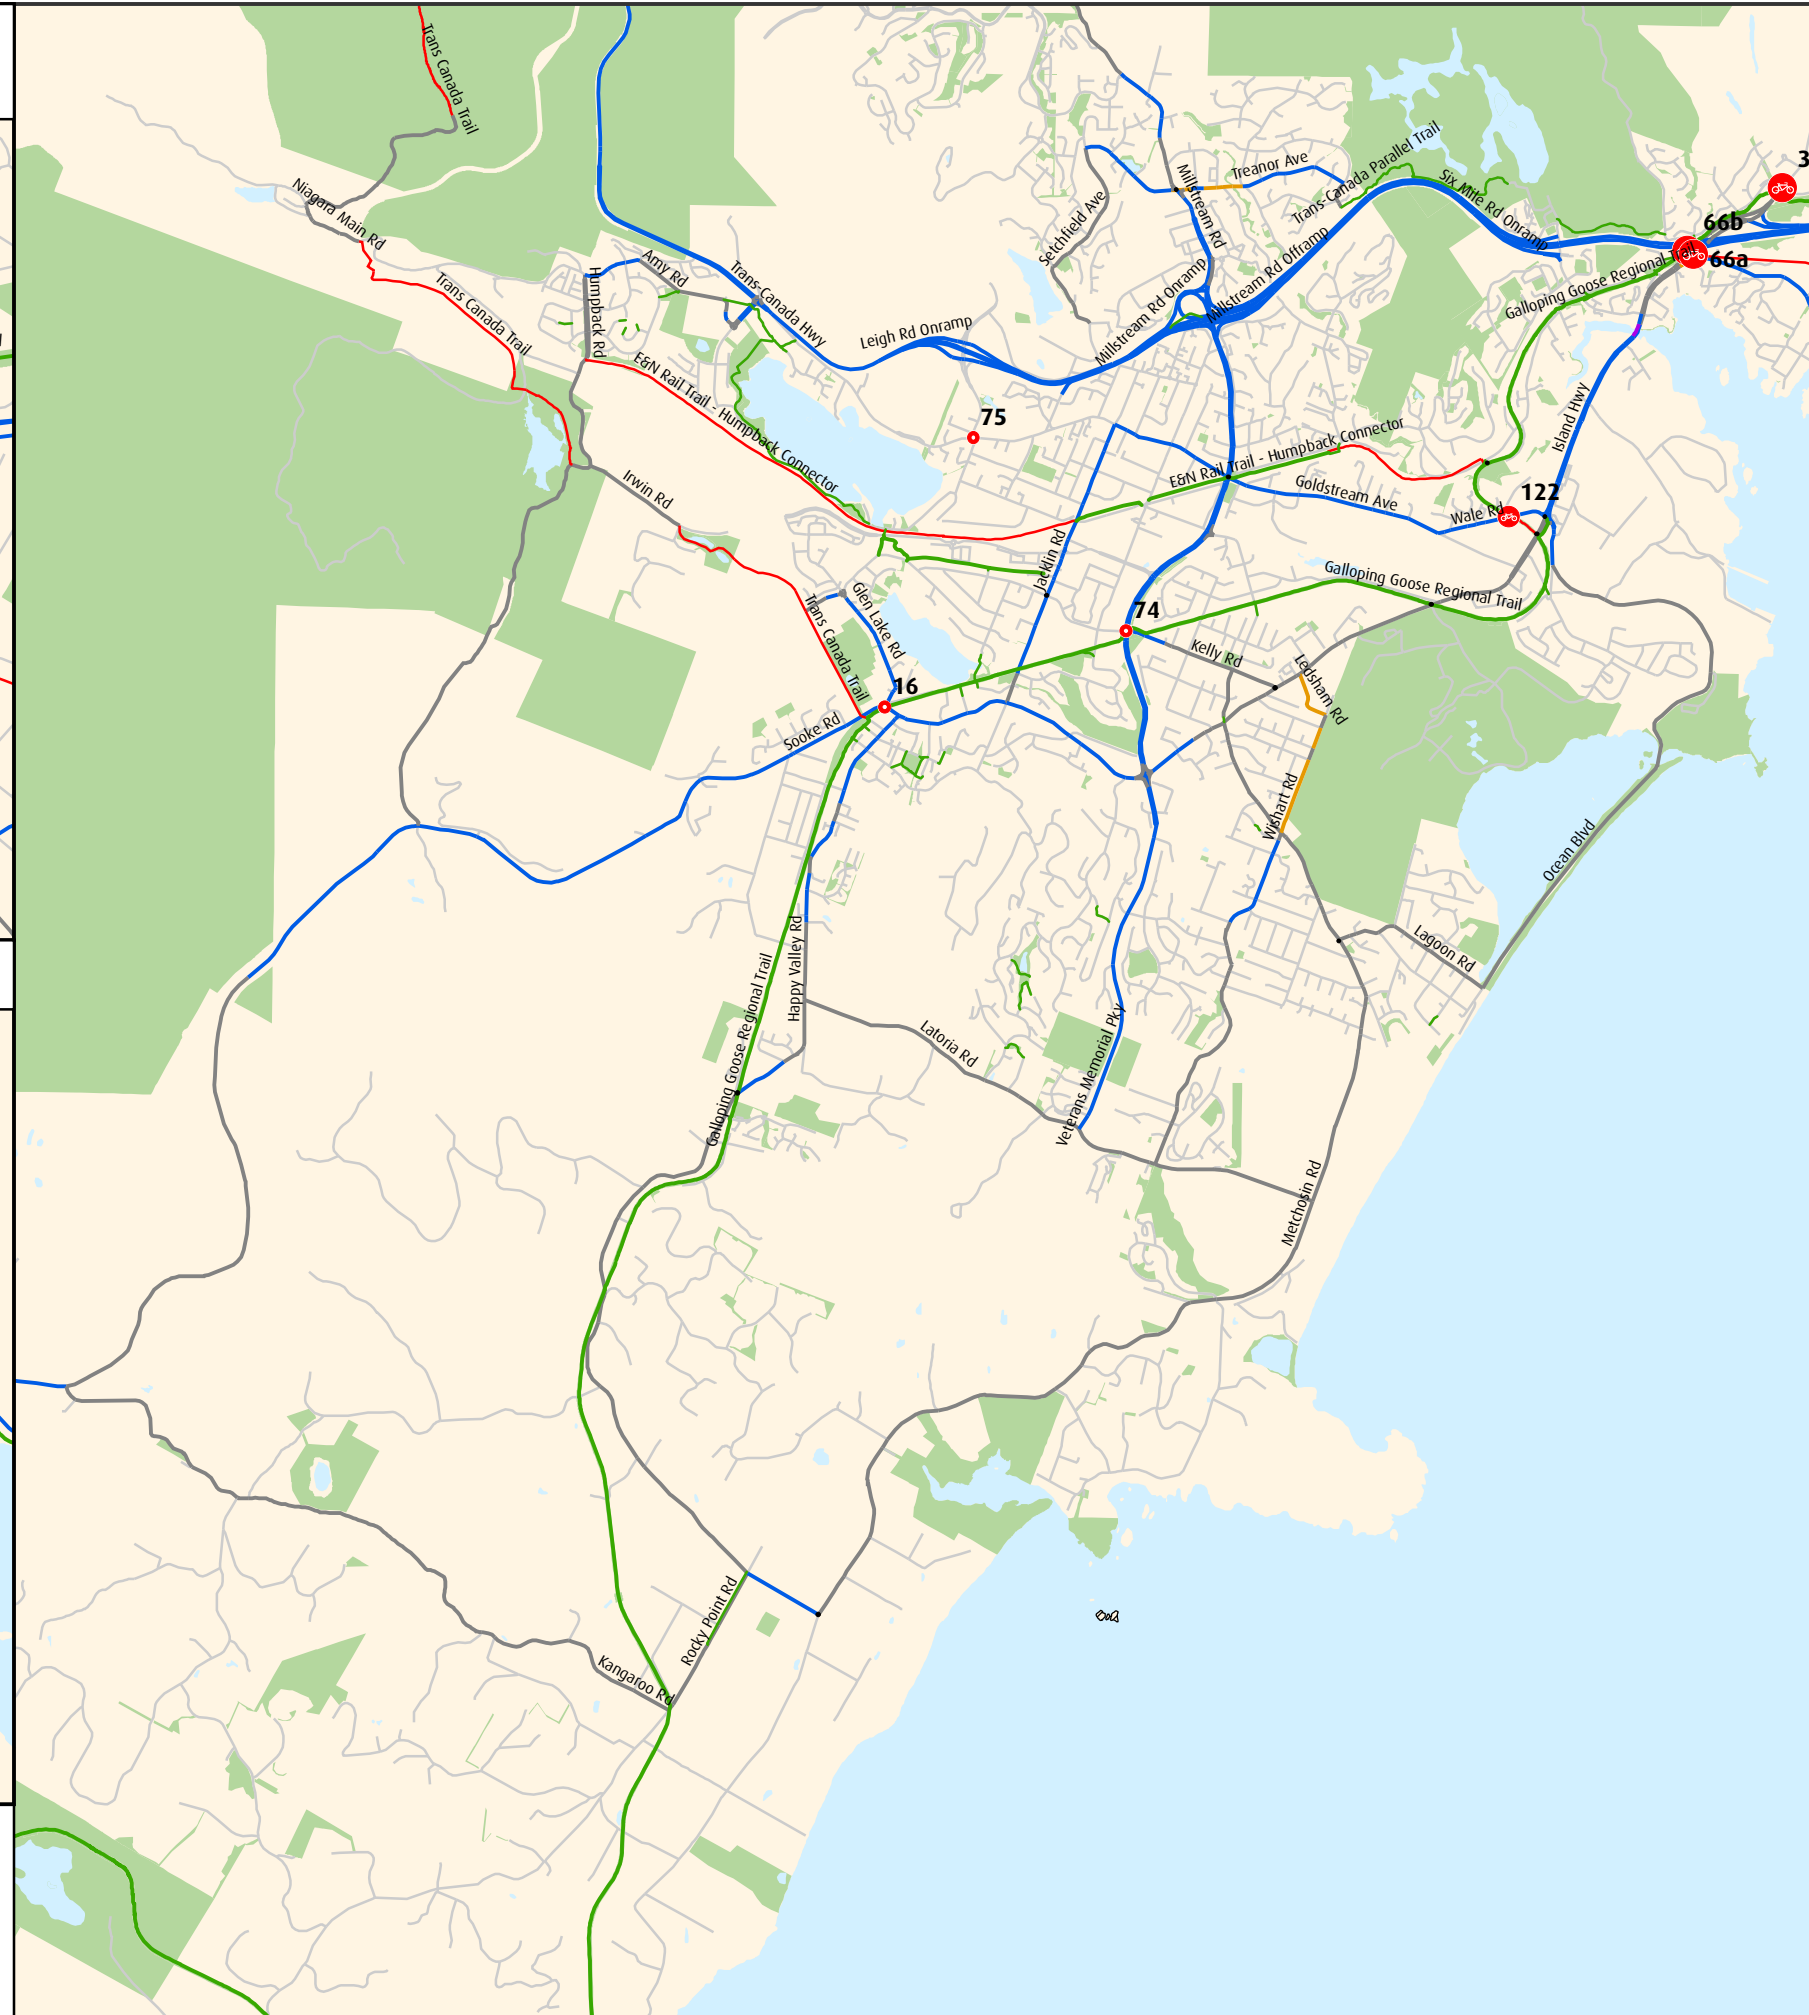 Trans Canada Trail
Trans-Canada Parallel Trail
3
Treanor Ave
Millstream Rd
Six Mile Rd Onramp
Niagara Main Rd
Setchfield Ave
66b
66a
Amy Rd
Humpback Rd
Trans-Canada Hwy
Millstream Rd Offramp
Millstream Rd Onramp
Galloping Goose Regional Trail
Trans Canada Trail
Leigh Rd Onramp
E&N Rail Trail - Humpback Connector
75
Island Hwy
E&N Rail Trail - Humpback Connector
Irwin Rd
Goldstream Ave
122
Wale Rd
Jacklin Rd
Galloping Goose Regional Trail
Glen Lake Rd
Trans Canada Trail
74
Kelly Rd
Ledsham Rd
16
Sooke Rd
Wishart Rd
Ocean Blvd
Happy Valley Rd
Lagoon Rd
Galloping Goose Regional Trail
Latoria Rd
Veterans Memorial Pky
Metchosin Rd
Rocky Point Rd
Kangaroo Rd